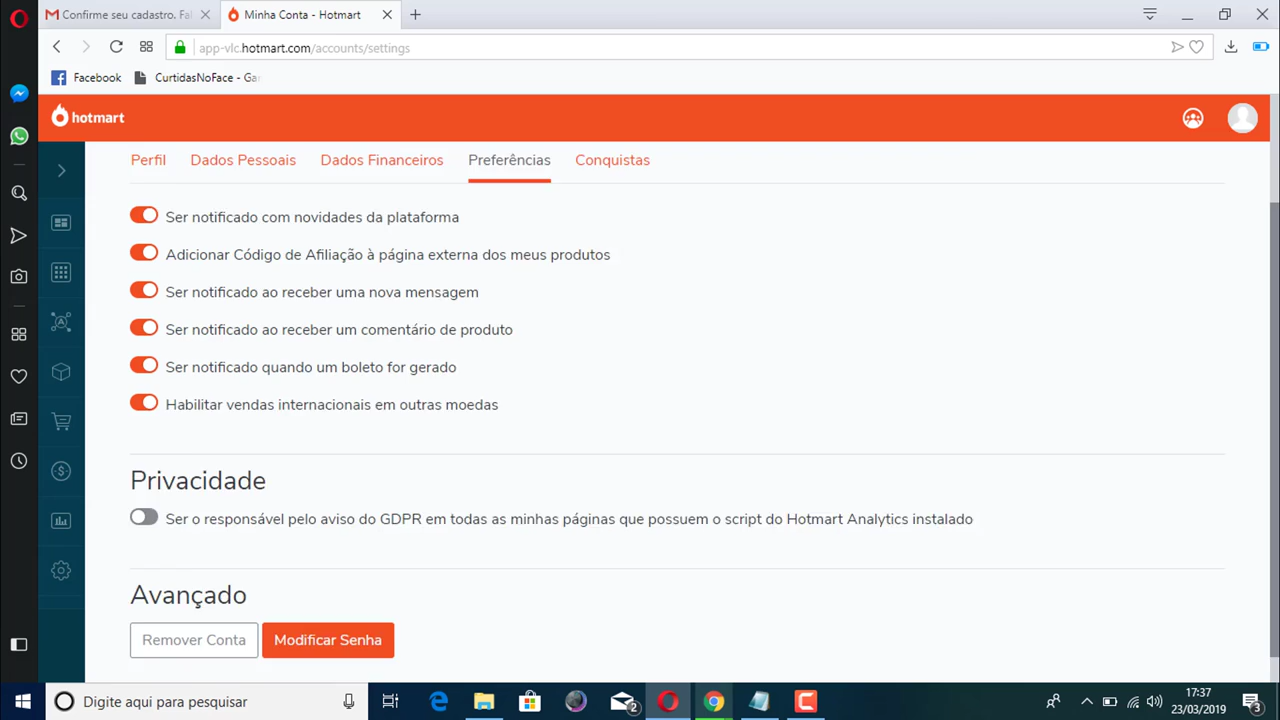 Confirme seu cadastro. Fal
Minha Conta - Hotmart
app-vlc.hotmart.com/accounts/settings
Facebook
CurtidasNoFace - Gan
hotmart
Perfil
Dados Pessoais
Dados Financeiros
Preferências
Conquistas
Ser notificado com novidades da plataforma
Adicionar Código de Afiliação à página externa dos meus produtos
Ser notificado ao receber uma nova mensagem
Ser notificado ao receber um comentário de produto
Ser notificado quando um boleto for gerado
Habilitar vendas internacionais em outras moedas
Privacidade
Ser o responsável pelo aviso do GDPR em todas as minhas páginas que possuem o script do Hotmart Analytics instalado
Avançado
Remover Conta
Modificar Senha
Digite aqui para pesquisar
2
17:37
23/03/2019
3